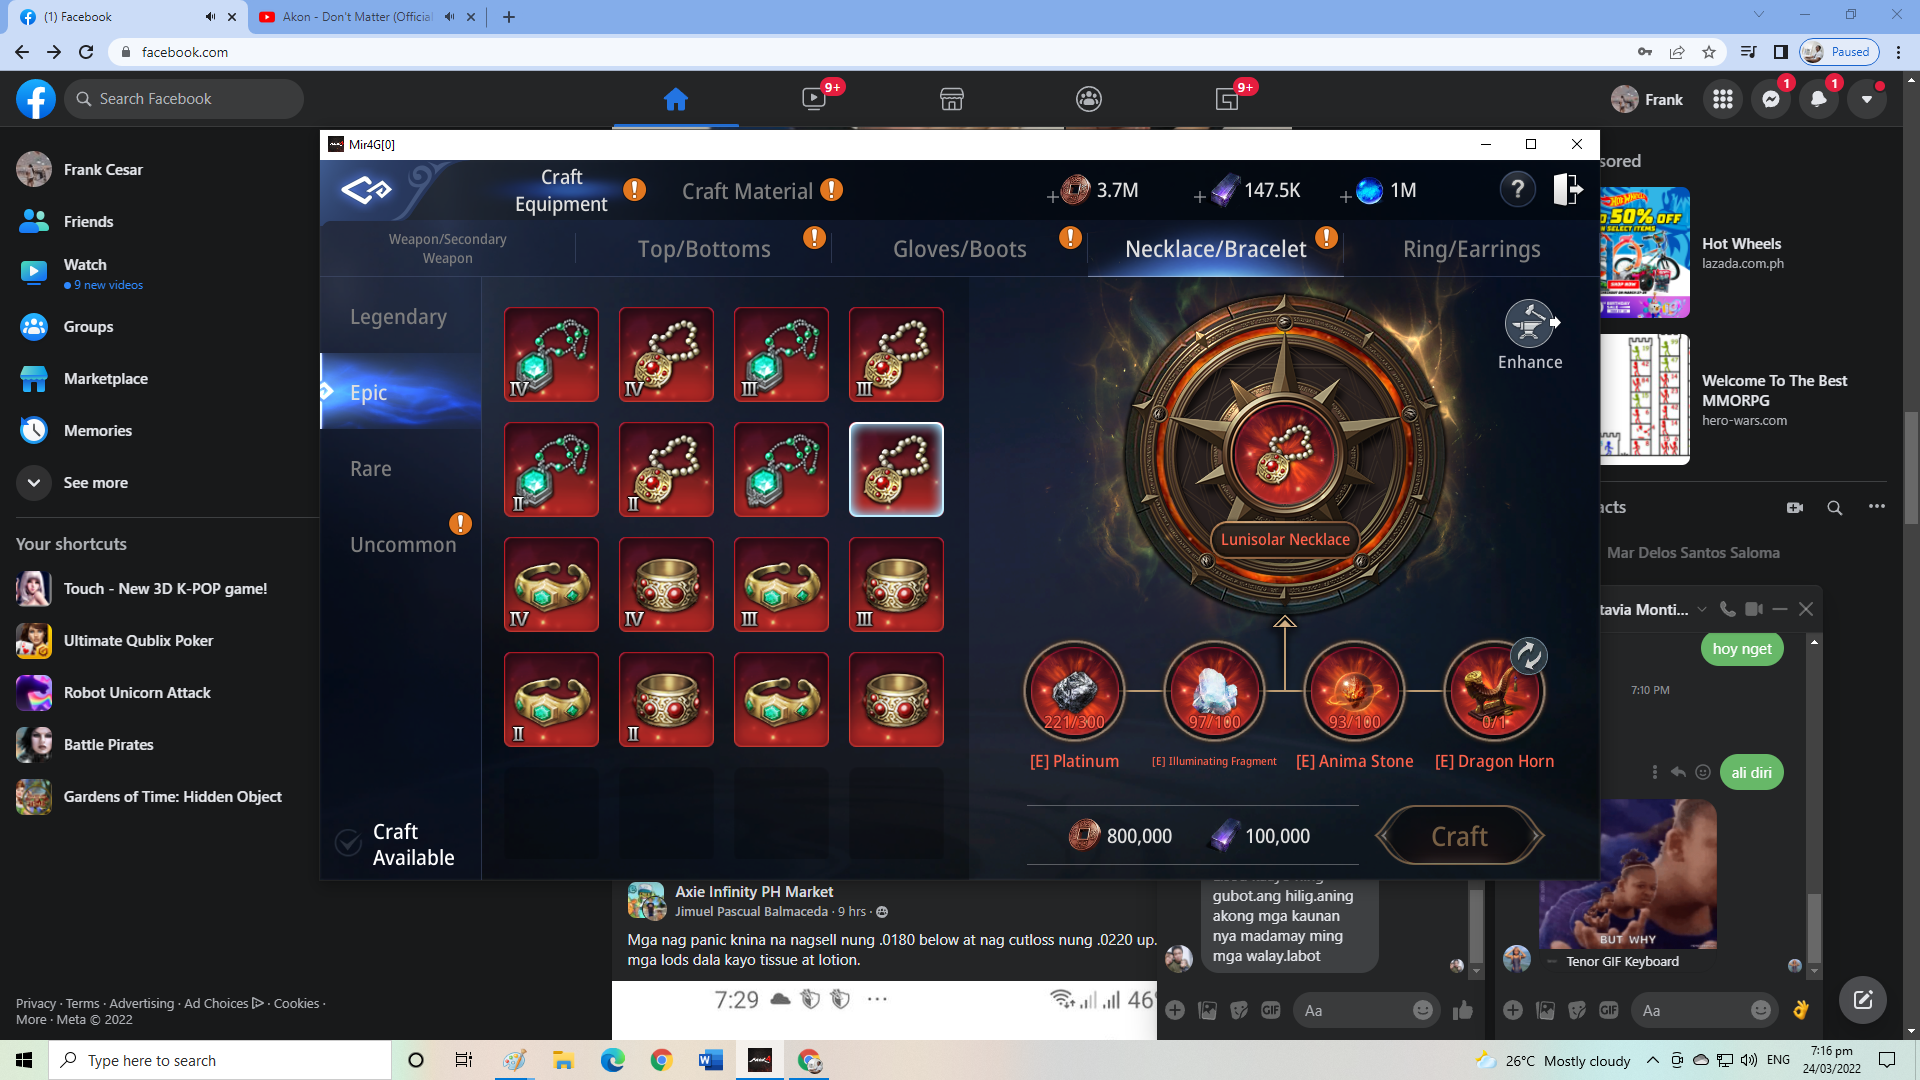 (1) Facebook
Akon - Don't Matter (Official
facebook.com
Paused
Search Facebook
9+
9+
Frank
1
1
Frank Cesar
Friends
Watch
9 new videos
Groups
Marketplace
Memories
See more
Your shortcuts
Touch - New 3D K-POP game!
Ultimate Qublix Poker
Robot Unicorn Attack
Battle Pirates
Gardens of Time: Hidden Object
Privacy · Terms · Advertising · Ad Choices · Cookies ·
More · Meta © 2022
Mir4G[0]
Craft
Equipment
Craft Material
3.7M
147.5K
1M
Weapon/Secondary
Weapon
Top/Bottoms
Gloves/Boots
Necklace/Bracelet
Ring/Earrings
Legendary
Epic
Rare
Uncommon
Craft
Available
IV
IV
III
III
II
II
IV
IV
III
III
II
II
Enhance
Lunisolar Necklace
221/300
97/100
93/100
0/1
[E] Platinum
[E] Illuminating Fragment
[E] Anima Stone
[E] Dragon Horn
800,000
100,000
Craft
sored
50% OFF
Hot Wheels
lazada.com.ph
Welcome To The Best
MMORPG
hero-wars.com
acts
Mar Delos Santos Saloma
tavia Monti...
hoy nget
7:10 PM
ali diri
BUT WHY
Tenor GIF Keyboard
Axie Infinity PH Market
Jimuel Pascual Balmaceda · 9 hrs ·
Mga nag panic knina na nagsell nung .0180 below at nag cutloss nung .0220 up.
mga lods dala kayo tissue at lotion.
7:29
46
gubot.ang hilig.aning
akong mga kaunan
nya madamay ming
mga walay.labot
GIF
Aa
GIF
Aa
Type here to search
26°C Mostly cloudy
ENG
7:16 pm
24/03/2022